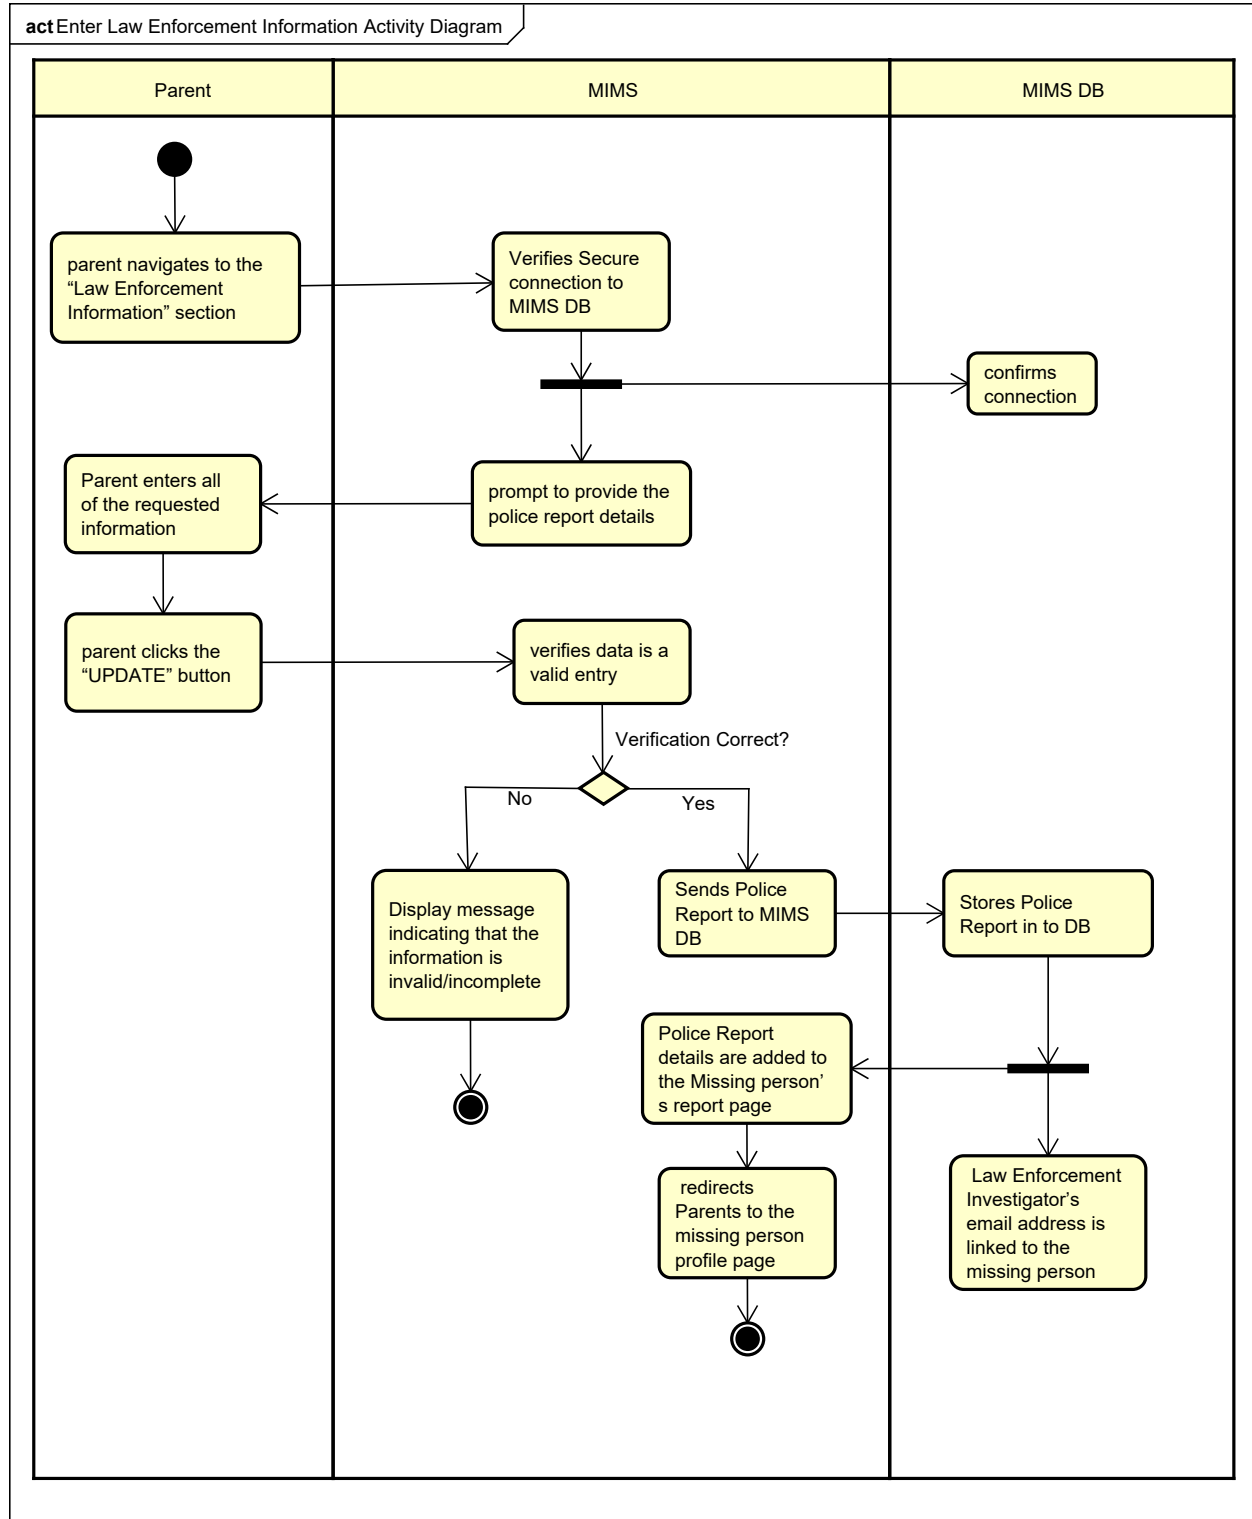 act Enter Law Enforcement Information Activity Diagram
Parent
MIMS
MIMS DB
parent navigates to the
“Law Enforcement
Information” section
Verifies Secure
connection to
MIMS DB
confirms
connection
prompt to provide the
police report details
Parent enters all
of the requested
information
parent clicks the
“UPDATE” button
verifies data is a
valid entry
Verification Correct?
No
Yes
Display message
indicating that the
information is
invalid/incomplete
Sends Police
Report to MIMS
DB
Stores Police
Report in to DB
Police Report
details are added to
the Missing person’
s report page
redirects
Parents to the
missing person
profile page
Law Enforcement
Investigator’s
email address is
linked to the
missing person